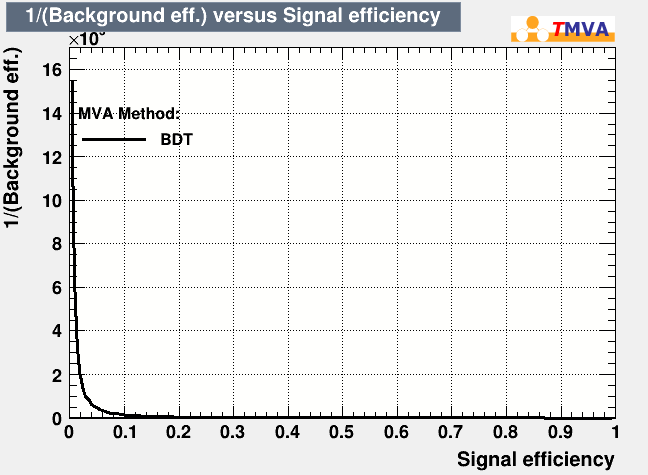 1/(Background eff.) versus Signal efficiency
TMVA
1/(Background eff.)
16
14
12
10
8
6
4
2
0
MVA Method:
BDT
0 0.1 0.2 0.3 0.4 0.5 0.6 0.7 0.8 0.9 1
Signal efficiency